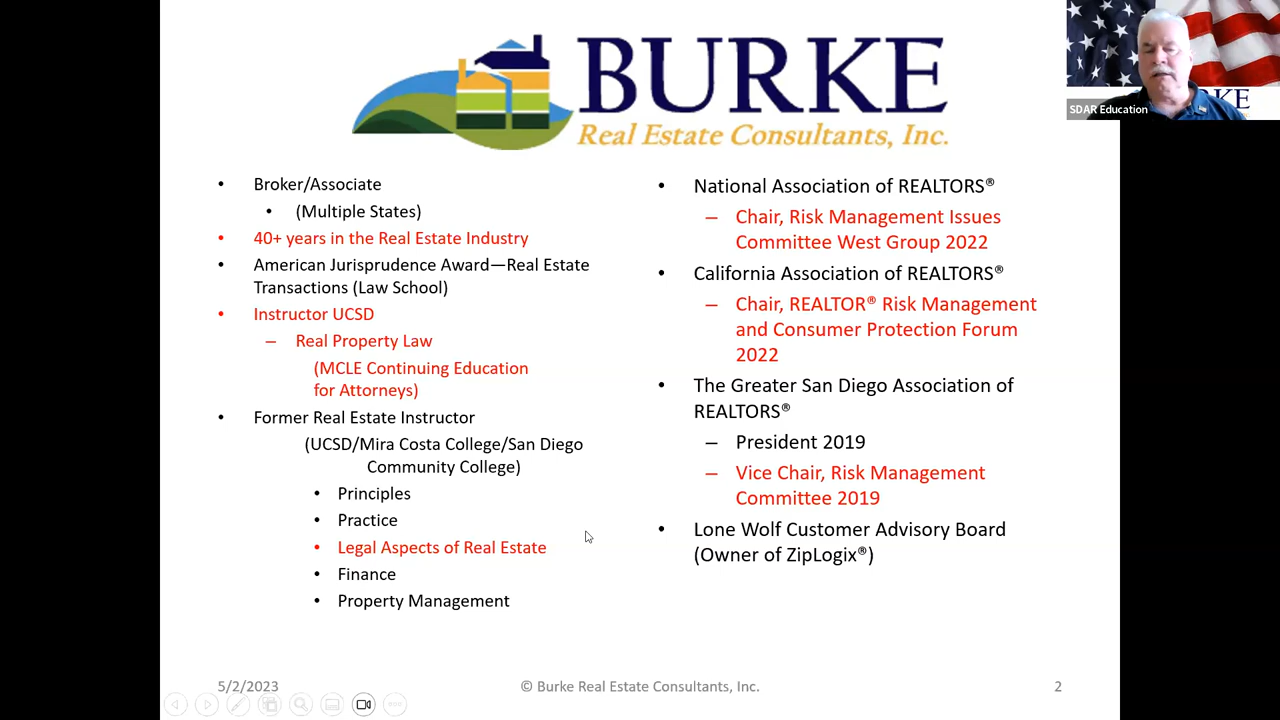 BURKE
Real Estate Consultants, Inc.
SDAR Education
KE
• Broker/Associate
• (Multiple States)
• 40+ years in the Real Estate Industry
• American Jurisprudence Award—Real Estate
Transactions (Law School)
• Instructor UCSD
– Real Property Law
(MCLE Continuing Education
for Attorneys)
• Former Real Estate Instructor
(UCSD/Mira Costa College/San Diego
Community College)
• Principles
• Practice
• Legal Aspects of Real Estate
• Finance
• Property Management
• National Association of REALTORS®
– Chair, Risk Management Issues
Committee West Group 2022
• California Association of REALTORS®
– Chair, REALTOR® Risk Management
and Consumer Protection Forum
2022
• The Greater San Diego Association of
REALTORS®
– President 2019
– Vice Chair, Risk Management
Committee 2019
• Lone Wolf Customer Advisory Board
(Owner of ZipLogix®)
5/2/2023
© Burke Real Estate Consultants, Inc.
2